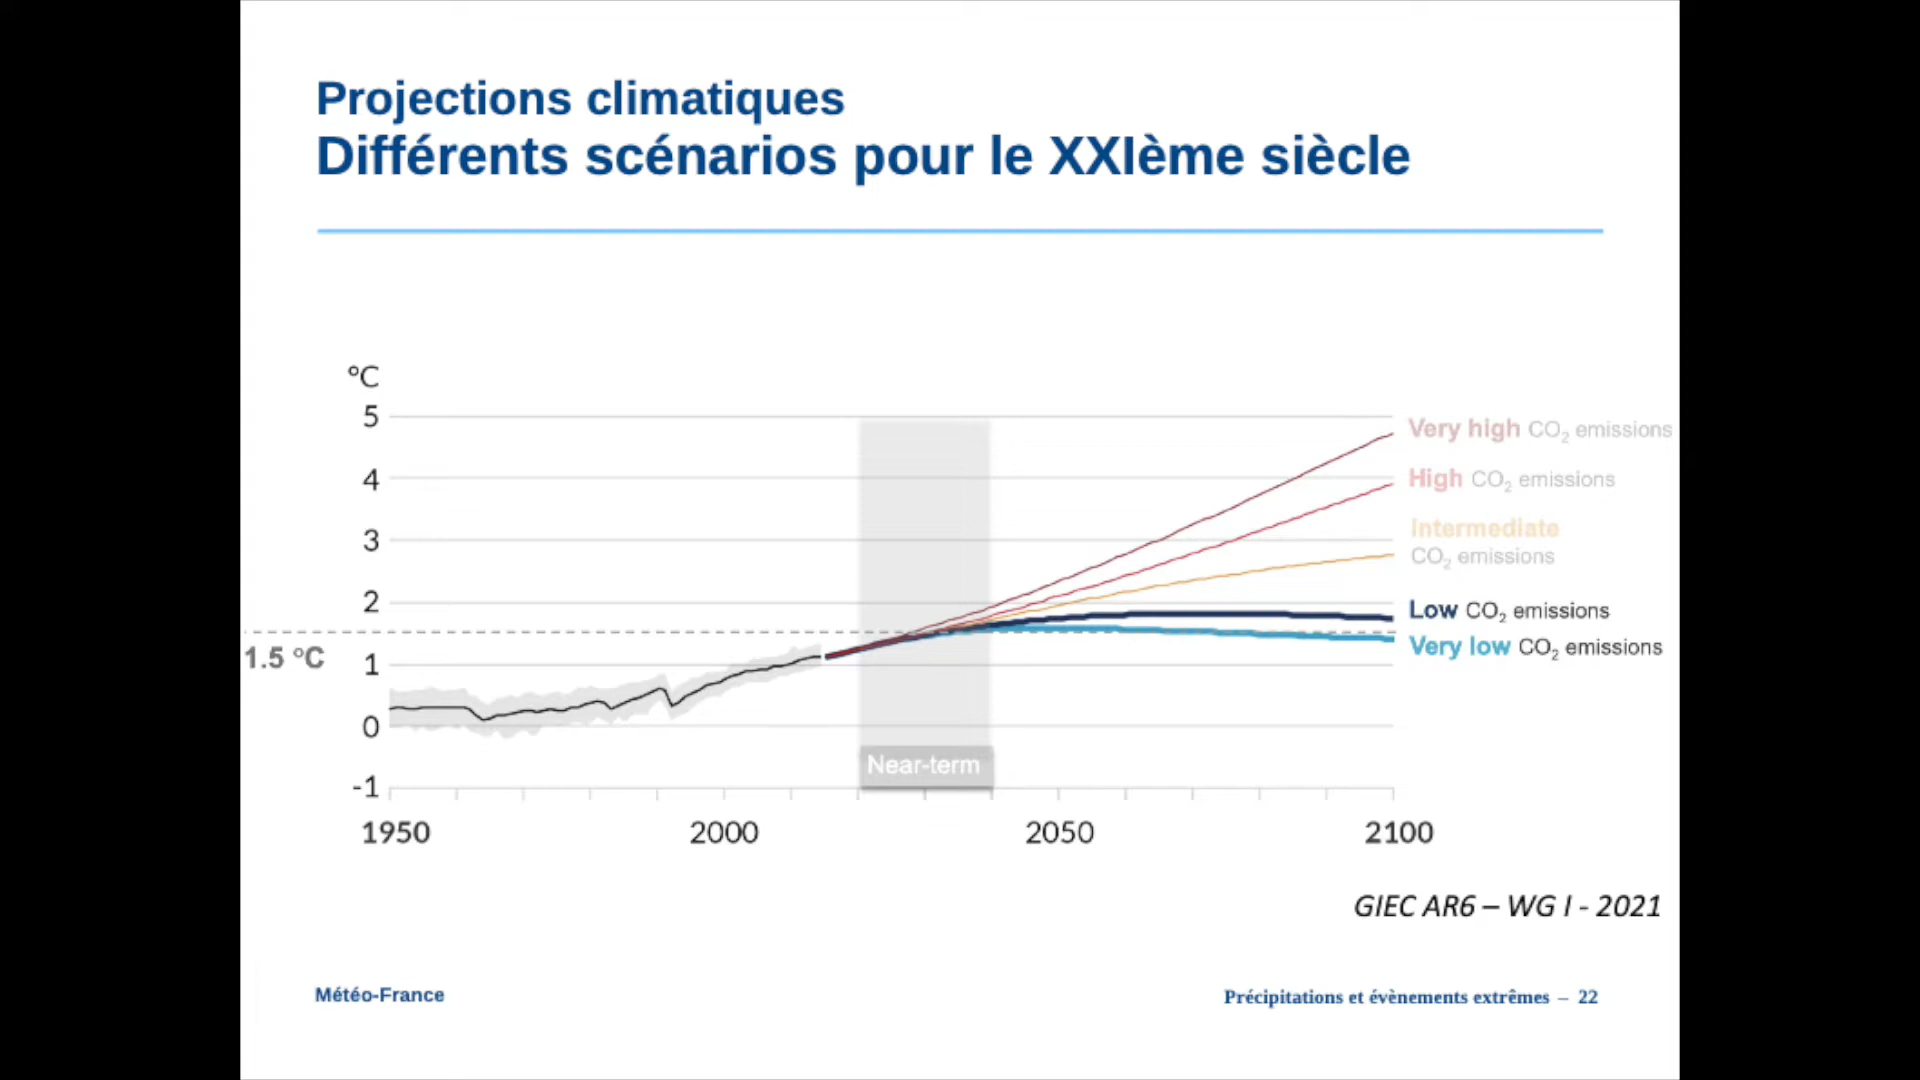 Projections climatiques
Différents scénarios pour le XXIème siècle
°C
5
4
3
2
1.5 °C
1
0
-1
Very high CO₂ emissions
High CO₂ emissions
Intermediate
CO₂ emissions
Low CO₂ emissions
Very low CO₂ emissions
Near-term
1950 2000 2050 2100
GIEC AR6 – WG I - 2021
Météo-France
Précipitations et évènements extrêmes – 22